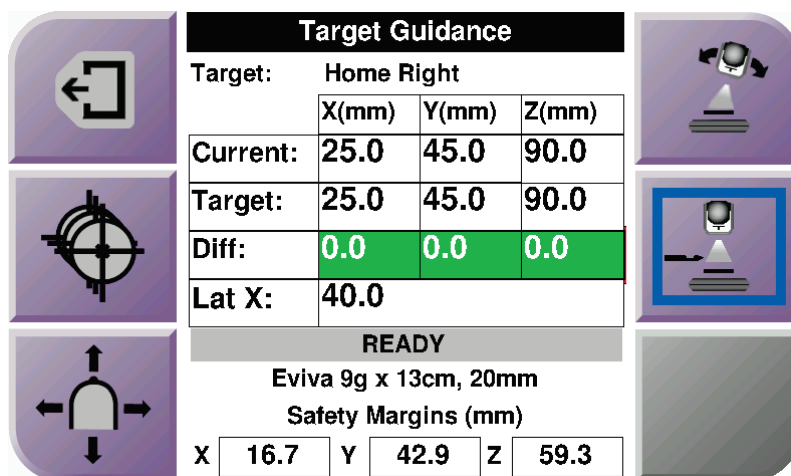 Target Guidance
Target: Home Right
X(mm) Y(mm) Z(mm)
Current: 25.0 45.0 90.0
Target: 25.0 45.0 90.0
Diff: 0.0 0.0 0.0
Lat X: 40.0
READY
Eviva 9g x 13cm, 20mm
Safety Margins (mm)
X 16.7 Y 42.9 Z 59.3